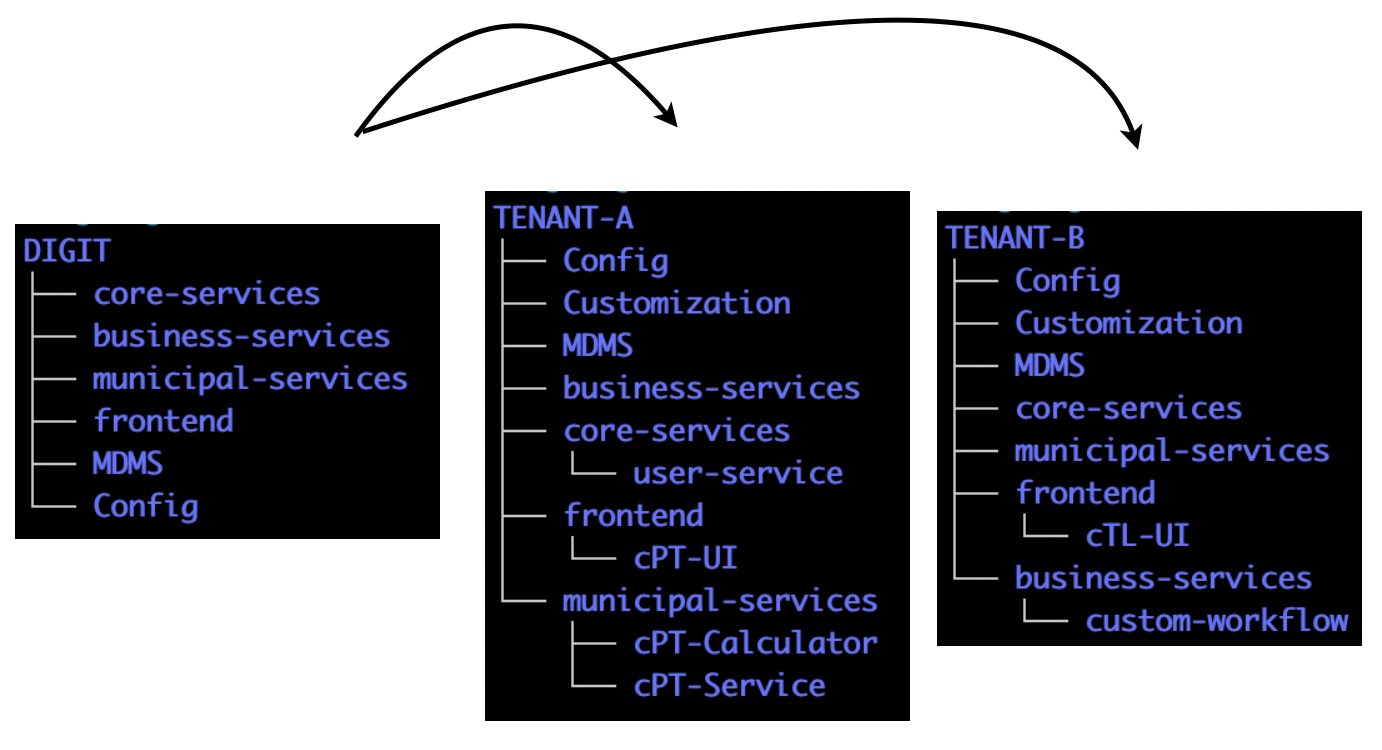 DIGIT
core-services
business-services
municipal-services
frontend
MDMS
Config
TENANT-A
Config
Customization
MDMS
business-services
core-services
user-service
frontend
cPT-UI
municipal-services
cPT-Calculator
cPT-Service
TENANT-B
Config
Customization
MDMS
core-services
municipal-services
frontend
cTL-UI
business-services
custom-workflow